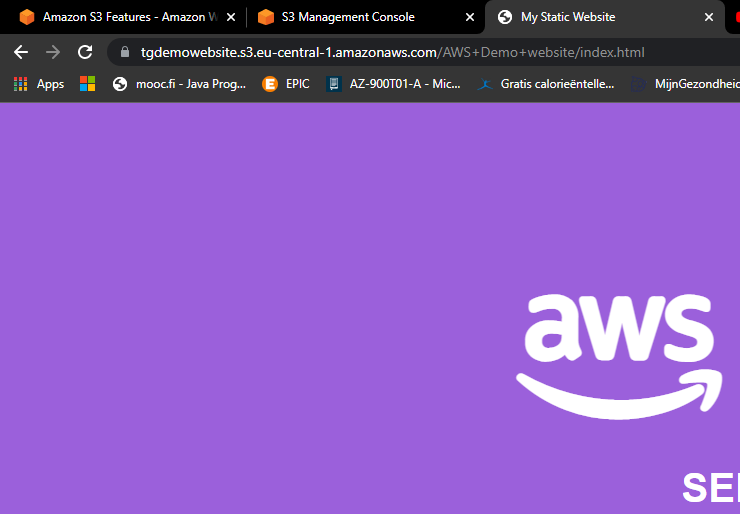 Amazon S3 Features - Amazon W
S3 Management Console
My Static Website
tgdemowebsite.s3.eu-central-1.amazonaws.com/AWS+Demo+website/index.html
Apps
mooc.fi - Java Prog...
EPIC
AZ-900T01-A - Mic...
Gratis calorieëntelle...
MijnGezondheid
aws
SE